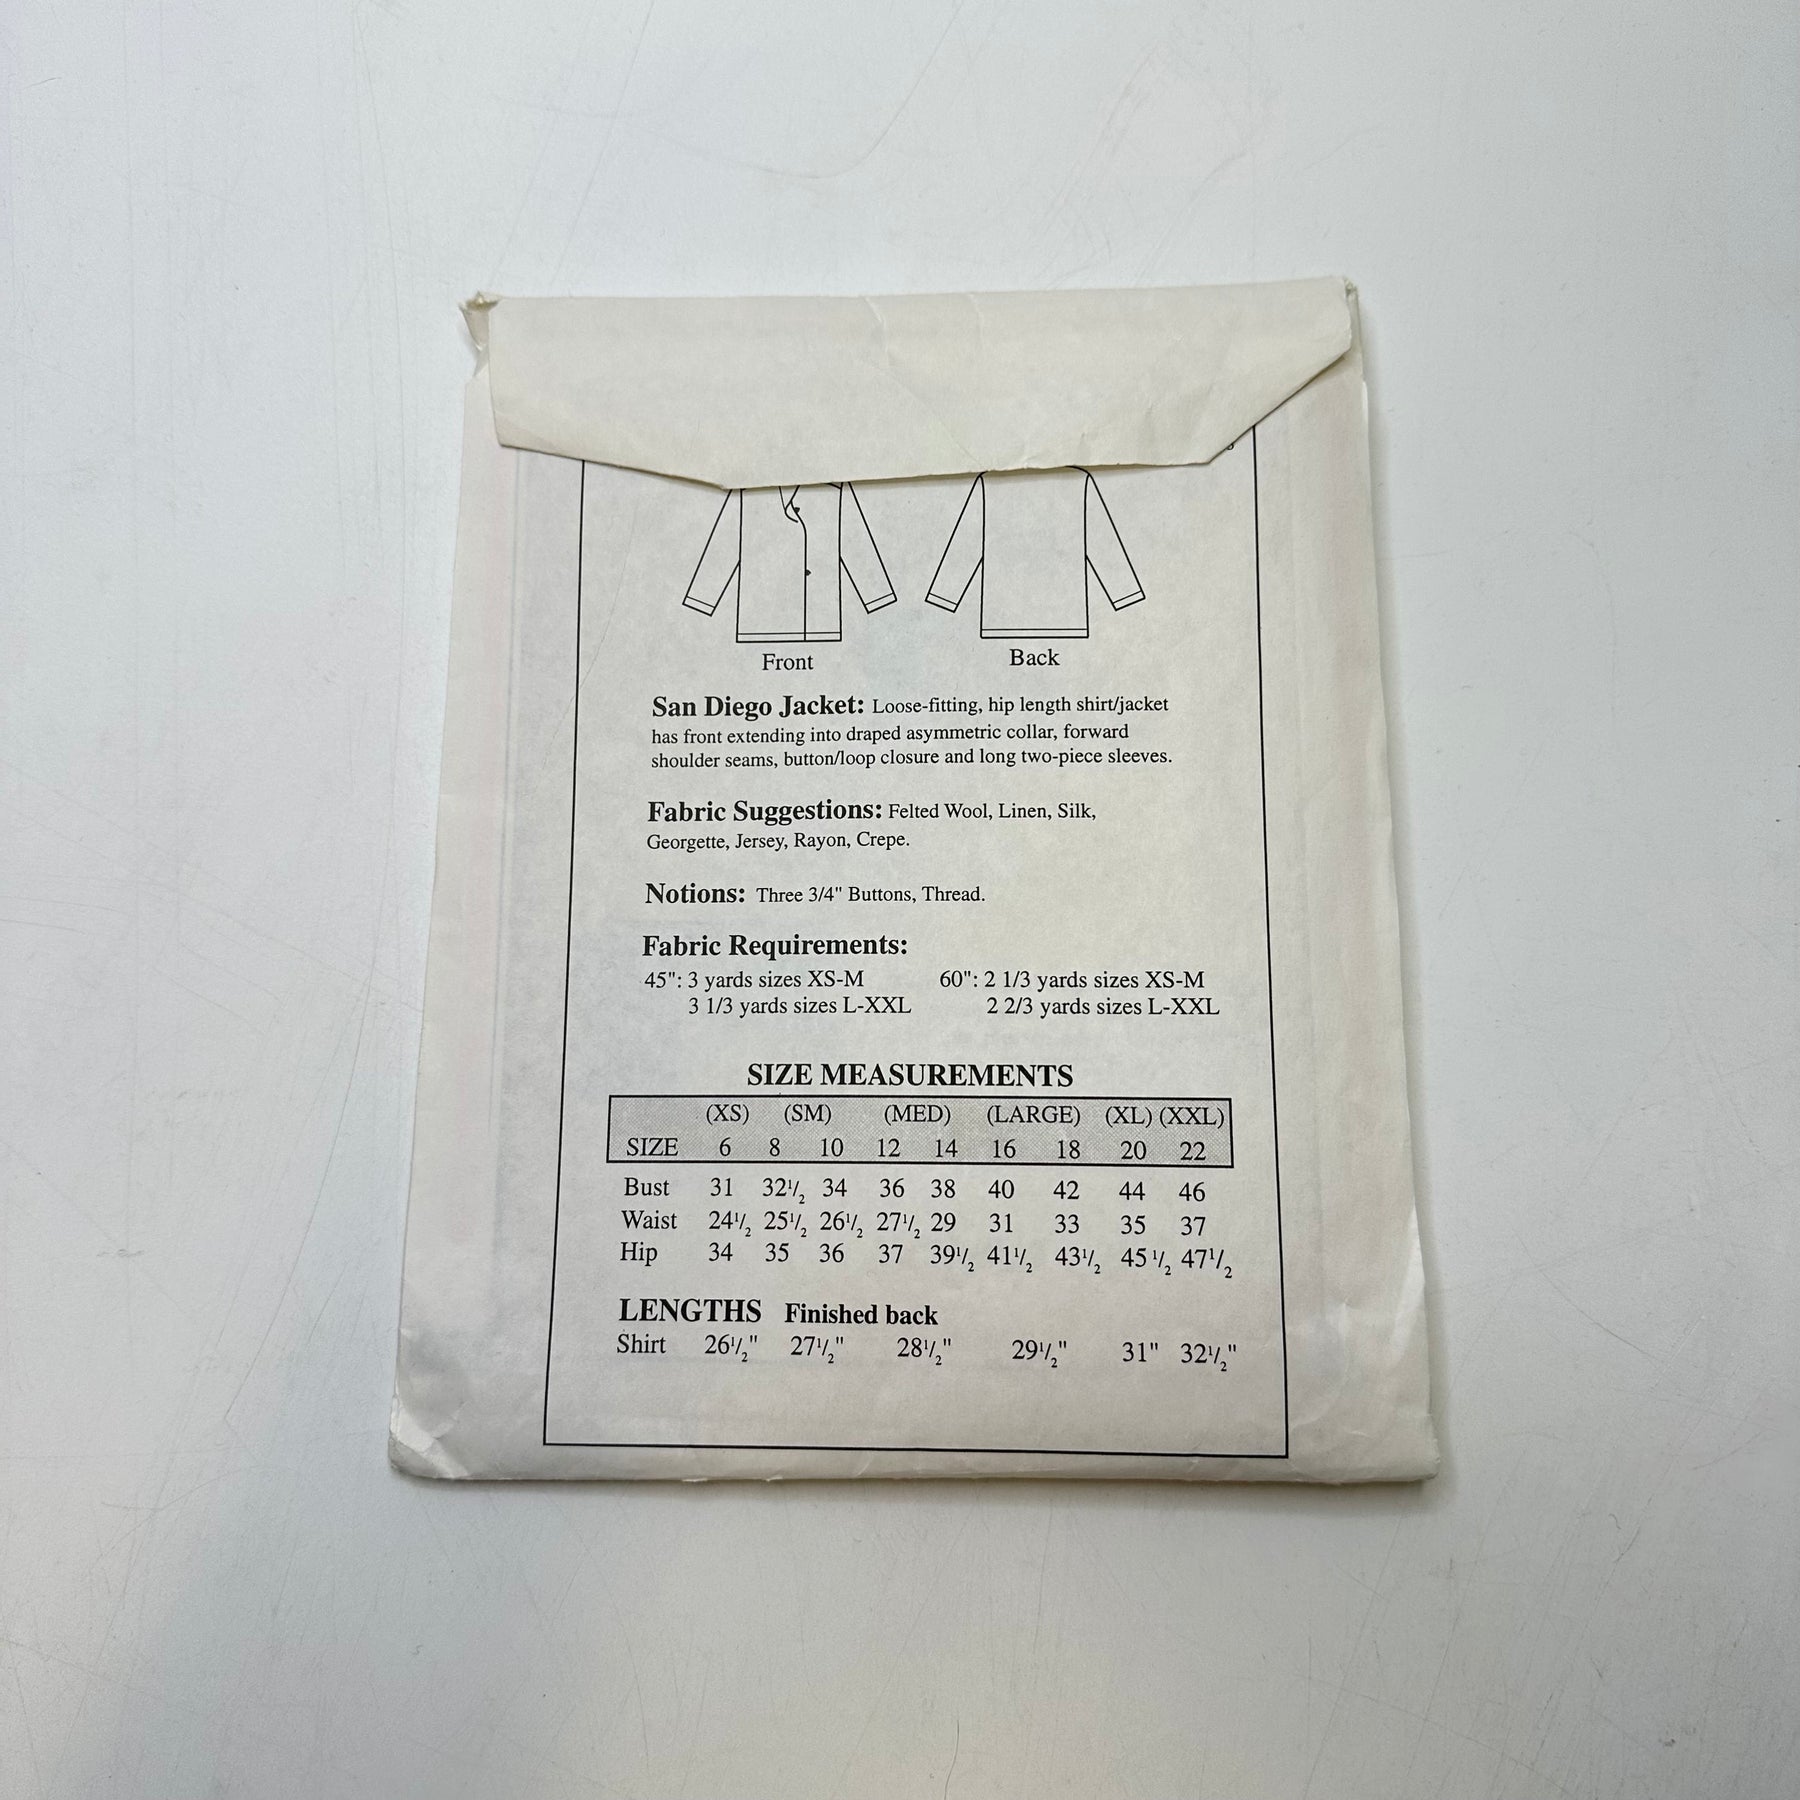 Front
Back
San Diego Jacket: Loose-fitting, hip length shirt/jacket
has front extending into draped asymmetric collar, forward
shoulder seams, button/loop closure and long two-piece sleeves.
Fabric Suggestions: Felted Wool, Linen, Silk,
Georgette, Jersey, Rayon, Crepe.
Notions: Three 3/4" Buttons, Thread.
Fabric Requirements:
45": 3 yards sizes XS-M 60": 2 1/3 yards sizes XS-M
3 1/3 yards sizes L-XXL 2 2/3 yards sizes L-XXL
SIZE MEASUREMENTS
(XS) (SM) (MED) (LARGE) (XL) (XXL)
SIZE 6 8 10 12 14 16 18 20 22
Bust 31 32 1/2 34 36 38 40 42 44 46
Waist 24 1/2 25 1/2 26 1/2 27 1/2 29 31 33 35 37
Hip 34 35 36 37 39 1/2 41 1/2 43 1/2 45 1/2 47 1/2
LENGTHS Finished back
Shirt 26 1/2" 27 1/2" 28 1/2" 29 1/2" 31" 32 1/2"